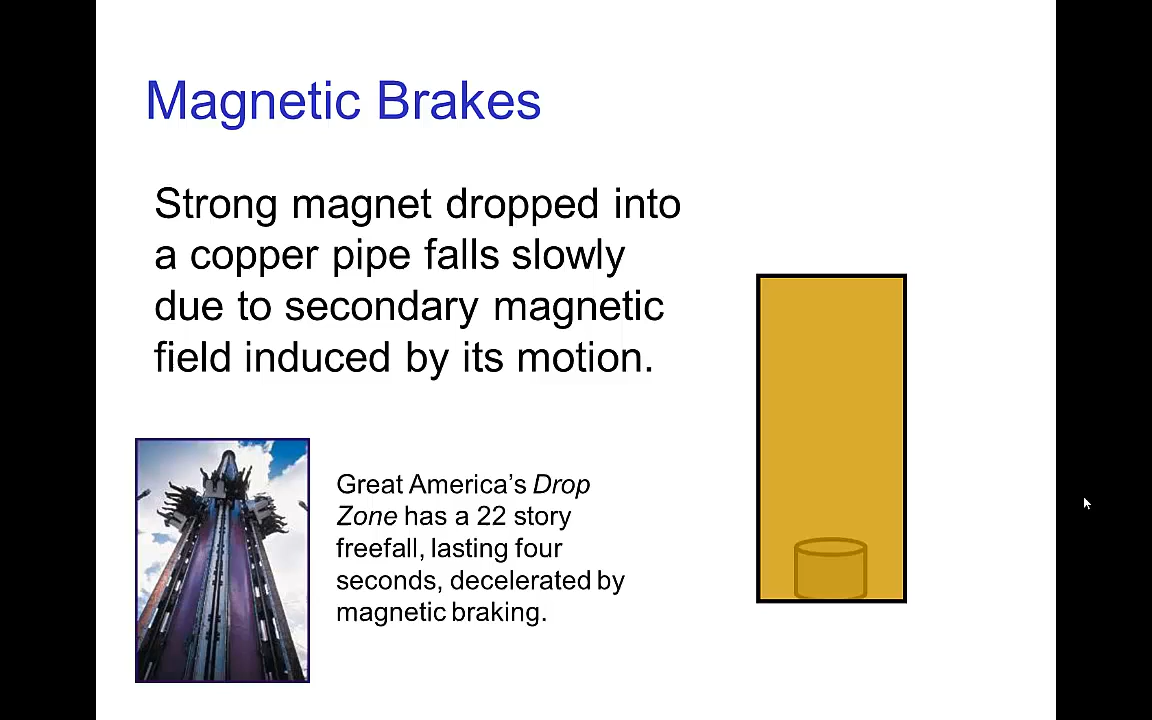 Magnetic Brakes
Strong magnet dropped into
a copper pipe falls slowly
due to secondary magnetic
field induced by its motion.
Great America’s Drop
Zone has a 22 story
freefall, lasting four
seconds, decelerated by
magnetic braking.